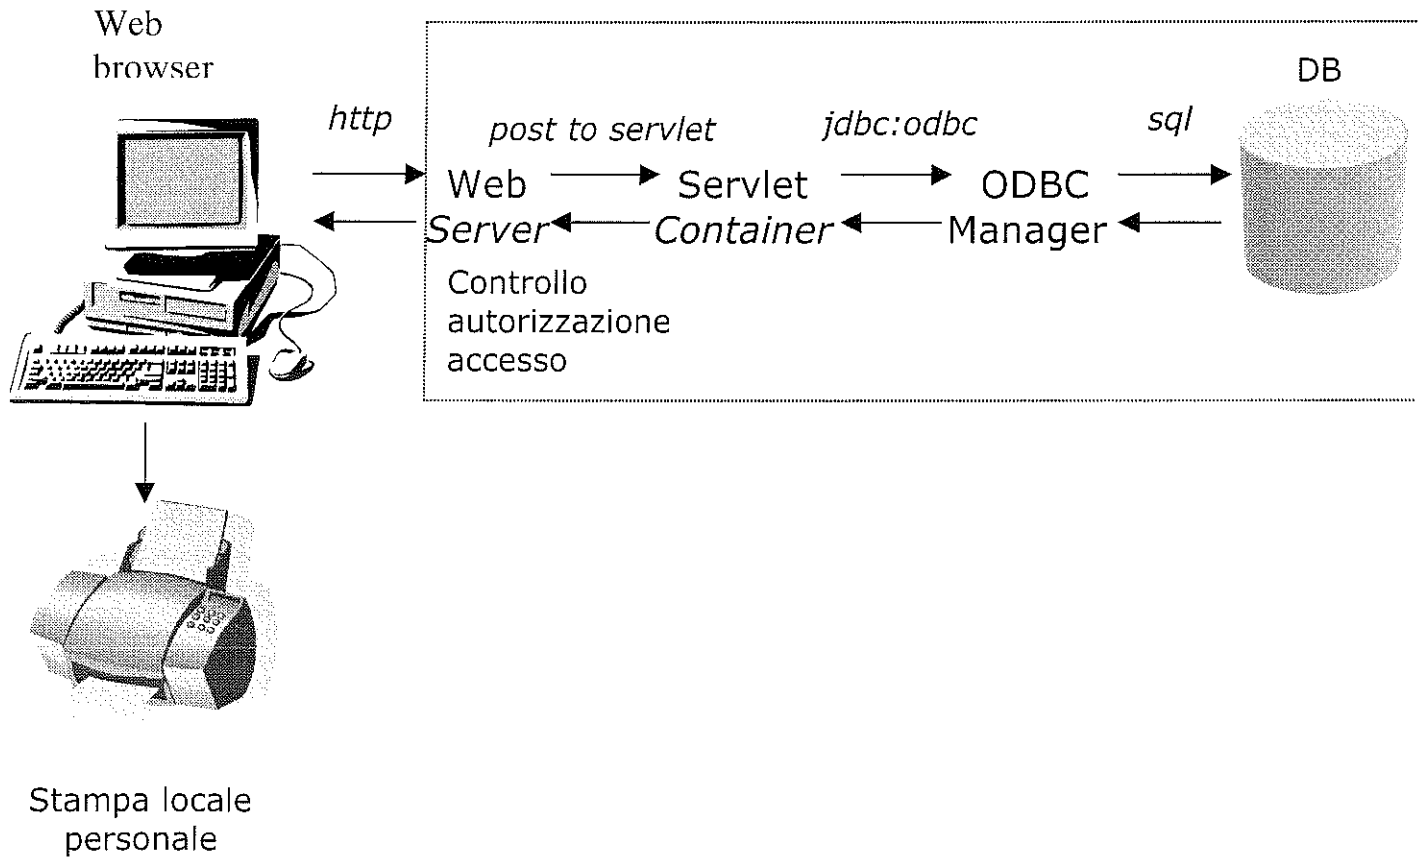 Web
browser
DB
http
post to servlet
jdbc:odbc
sql
Web
Server
Servlet
Container
ODBC
Manager
Controllo
autorizzazione
accesso
Stampa locale
personale